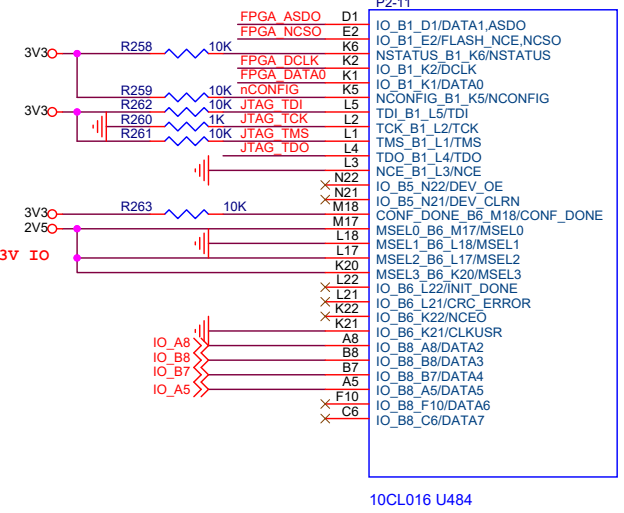 P2-11
FPGA_ASDO D1 IO_B1_D1/DATA1,ASDO
FPGA_NCSO E2 IO_B1_E2/FLASH_NCE,NCSO
3V3 R258 10K K6 NSTATUS_B1_K6/NSTATUS
FPGA_DCLK K2 IO_B1_K2/DCLK
FPGA_DATA0 K1 IO_B1_K1/DATA0
R259 10K nCONFIG K5 NCONFIG_B1_K5/NCONFIG
3V3 R262 10K JTAG_TDI L5 TDI_B1_L5/TDI
R260 1K JTAG_TCK L2 TCK_B1_L2/TCK
R261 10K JTAG_TMS L1 TMS_B1_L1/TMS
JTAG_TDO L4 TDO_B1_L4/TDO
L3 NCE_B1_L3/NCE
N22 IO_B5_N22/DEV_OE
N21 IO_B5_N21/DEV_CLRN
3V3 R263 10K M18 CONF_DONE_B6_M18/CONF_DONE
2V5 M17 MSEL0_B6_M17/MSEL0
L18 MSEL1_B6_L18/MSEL1
3V IO L17 MSEL2_B6_L17/MSEL2
K20 MSEL3_B6_K20/MSEL3
L22 IO_B6_L22/INIT_DONE
L21 IO_B6_L21/CRC_ERROR
K22 IO_B6_K22/NCEO
K21 IO_B6_K21/CLKUSR
IO_A8 A8 IO_B8_A8/DATA2
IO_B8 B8 IO_B8_B8/DATA3
IO_B7 B7 IO_B8_B7/DATA4
IO_A5 A5 IO_B8_A5/DATA5
F10 IO_B8_F10/DATA6
C6 IO_B8_C6/DATA7
10CL016 U484